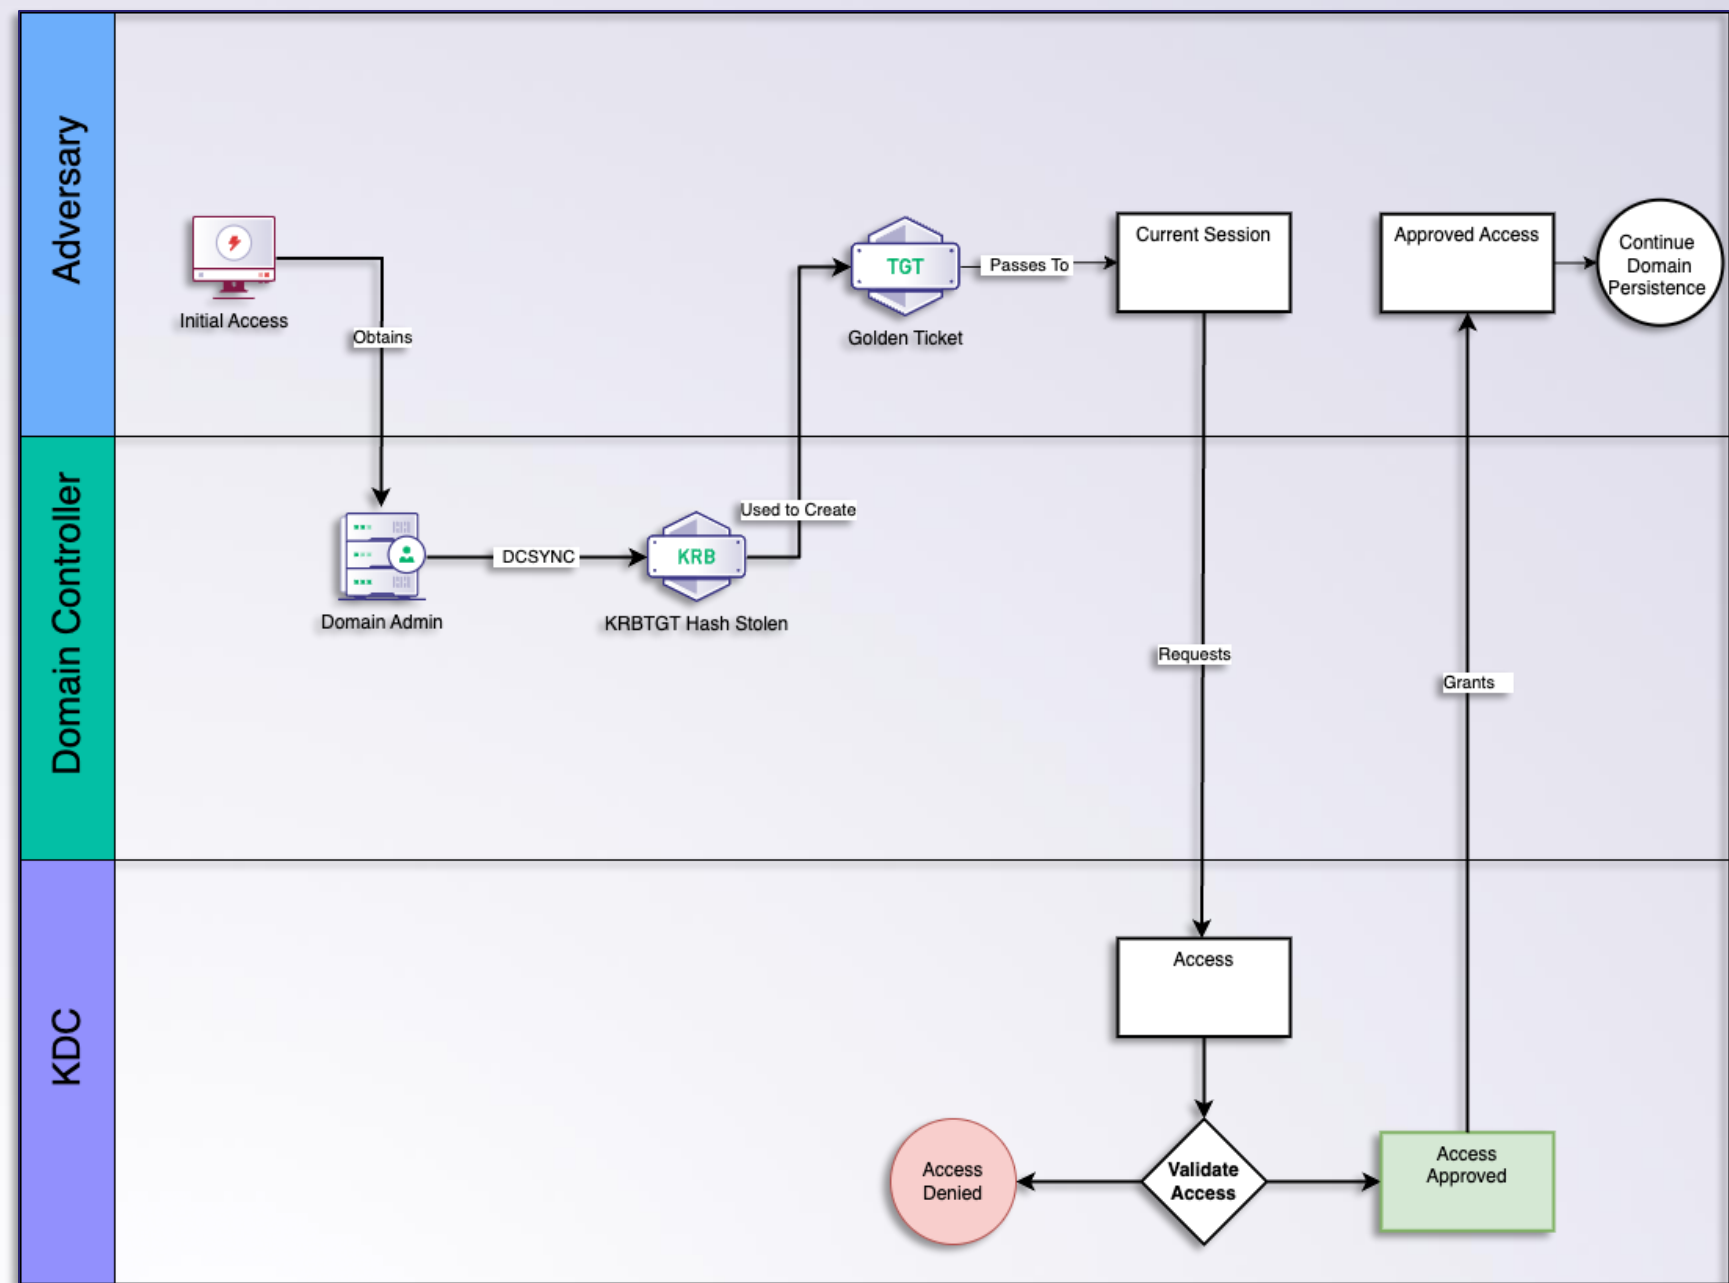 Adversary
Initial Access
Obtains
TGT
Golden Ticket
Passes To
Current Session
Approved Access
Continue
Domain
Persistence
Domain Controller
Domain Admin
DCSYNC
KRB
KRBTGT Hash Stolen
Used to Create
Requests
Grants
KDC
Access
Validate
Access
Access
Denied
Access
Approved